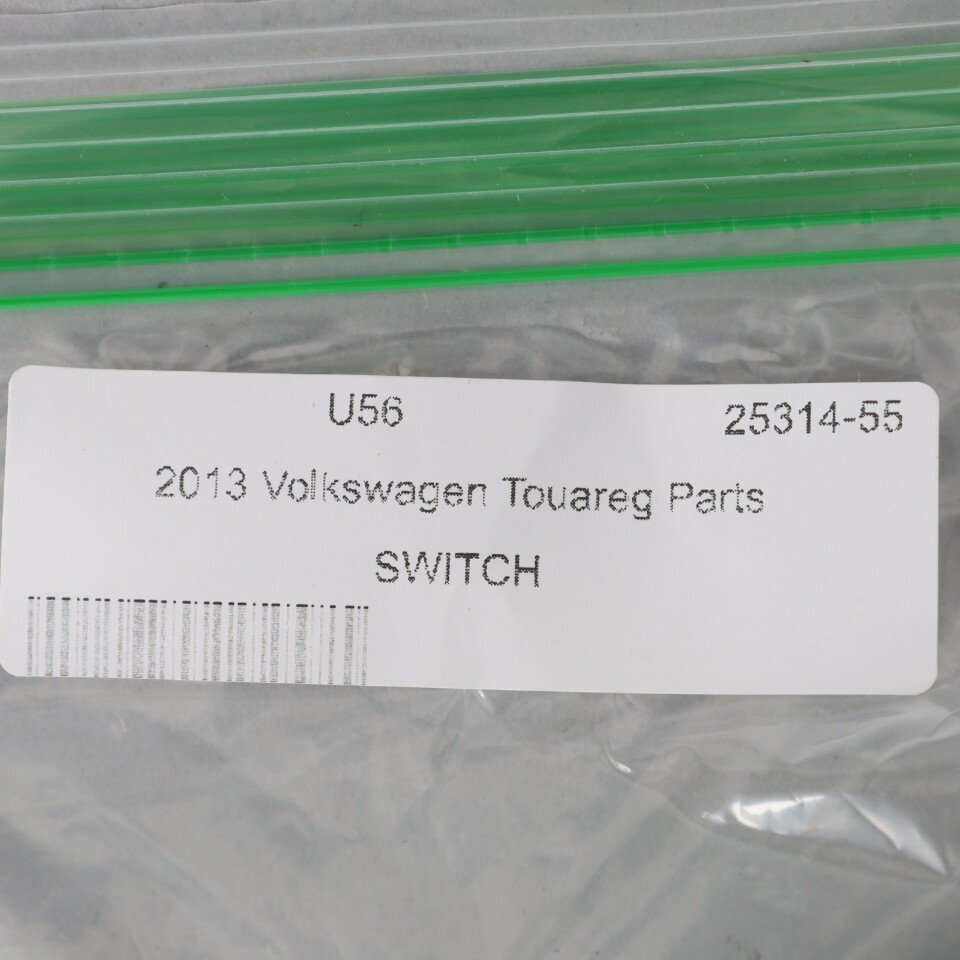 U56 25314-55
2013 Volkswagen Touareg Parts
SWITCH